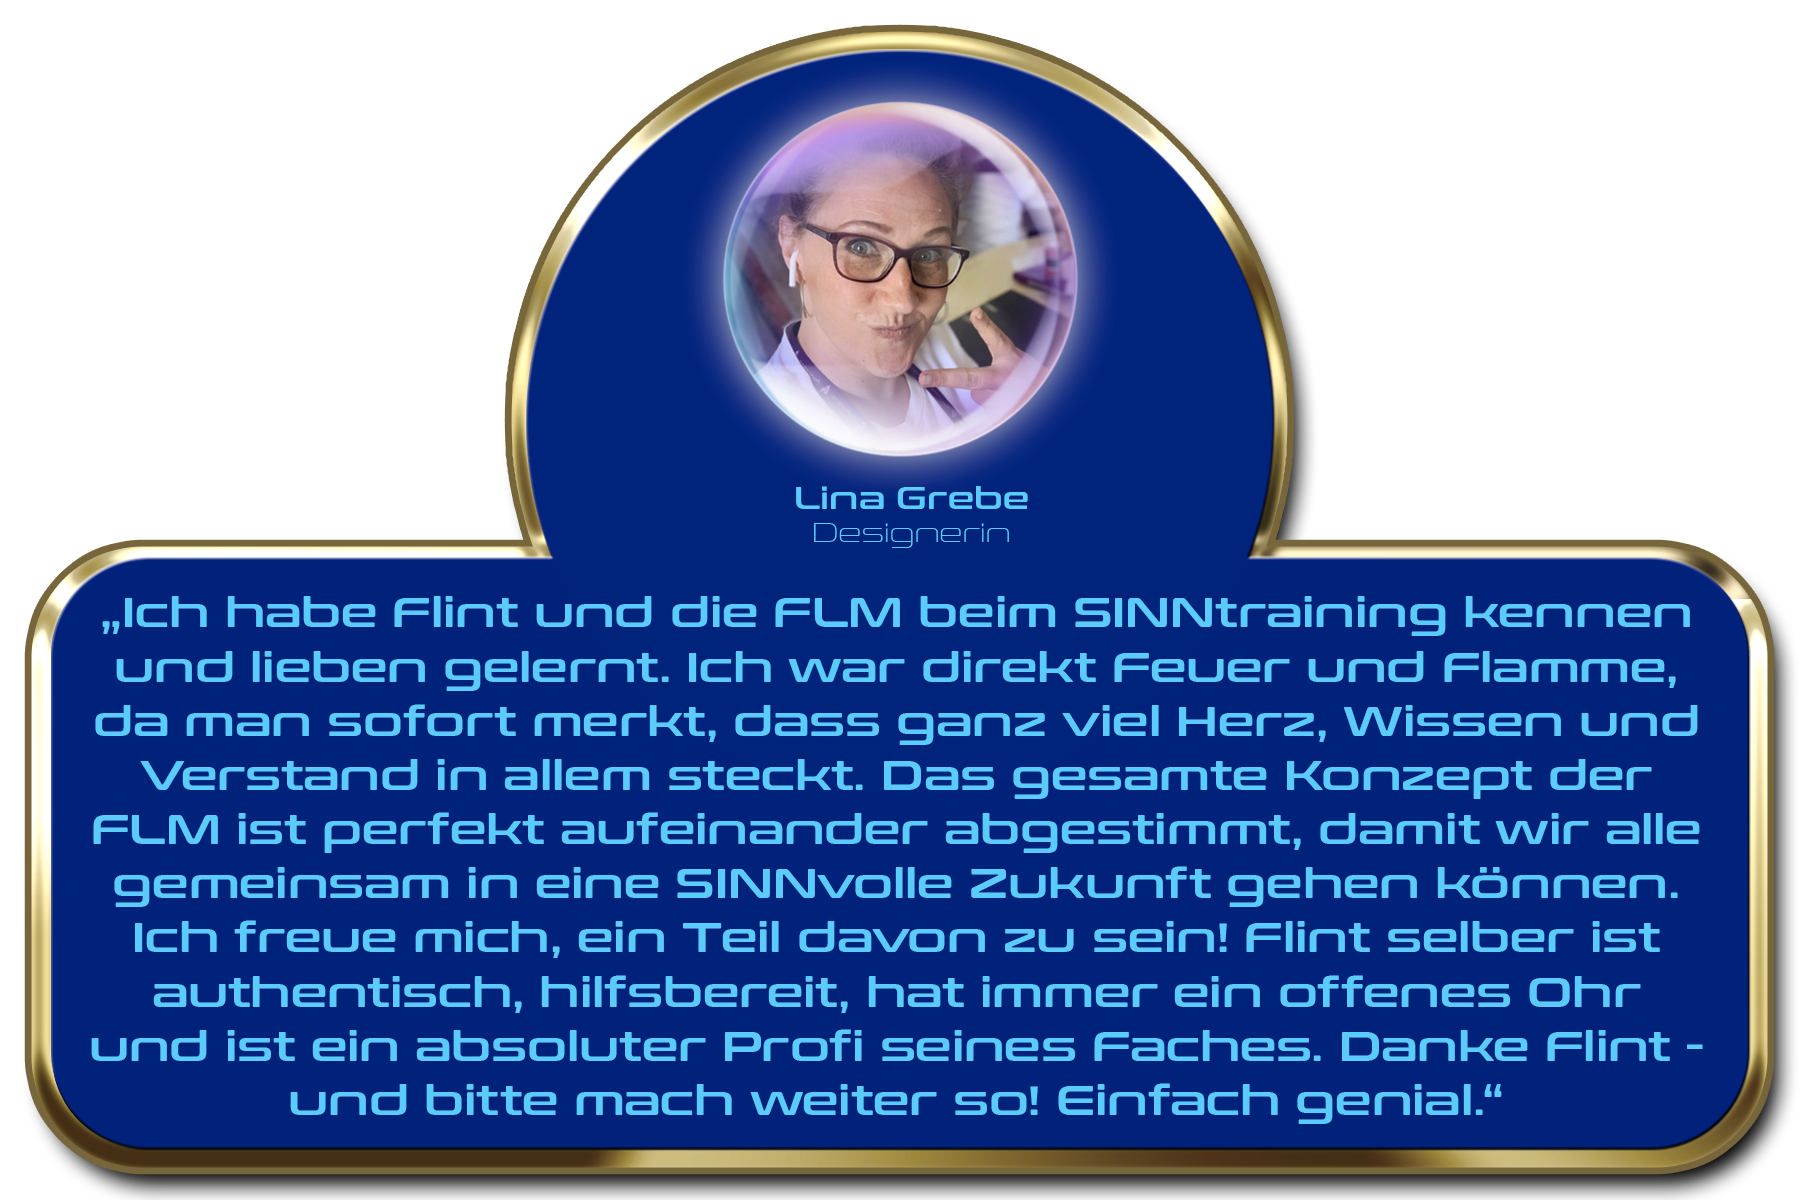 Lina Grebe
Designerin
„Ich habe Flint und die FLM beim SINNtraining kennen
und lieben gelernt. Ich war direkt Feuer und Flamme,
da man sofort merkt, dass ganz viel Herz, Wissen und
Verstand in allem steckt. Das gesamte Konzept der
FLM ist perfekt aufeinander abgestimmt, damit wir alle
gemeinsam in eine SINNvolle Zukunft gehen können.
Ich freue mich, ein Teil davon zu sein! Flint selber ist
authentisch, hilfsbereit, hat immer ein offenes Ohr
und ist ein absoluter Profi seines Faches. Danke Flint -
und bitte mach weiter so! Einfach genial.“